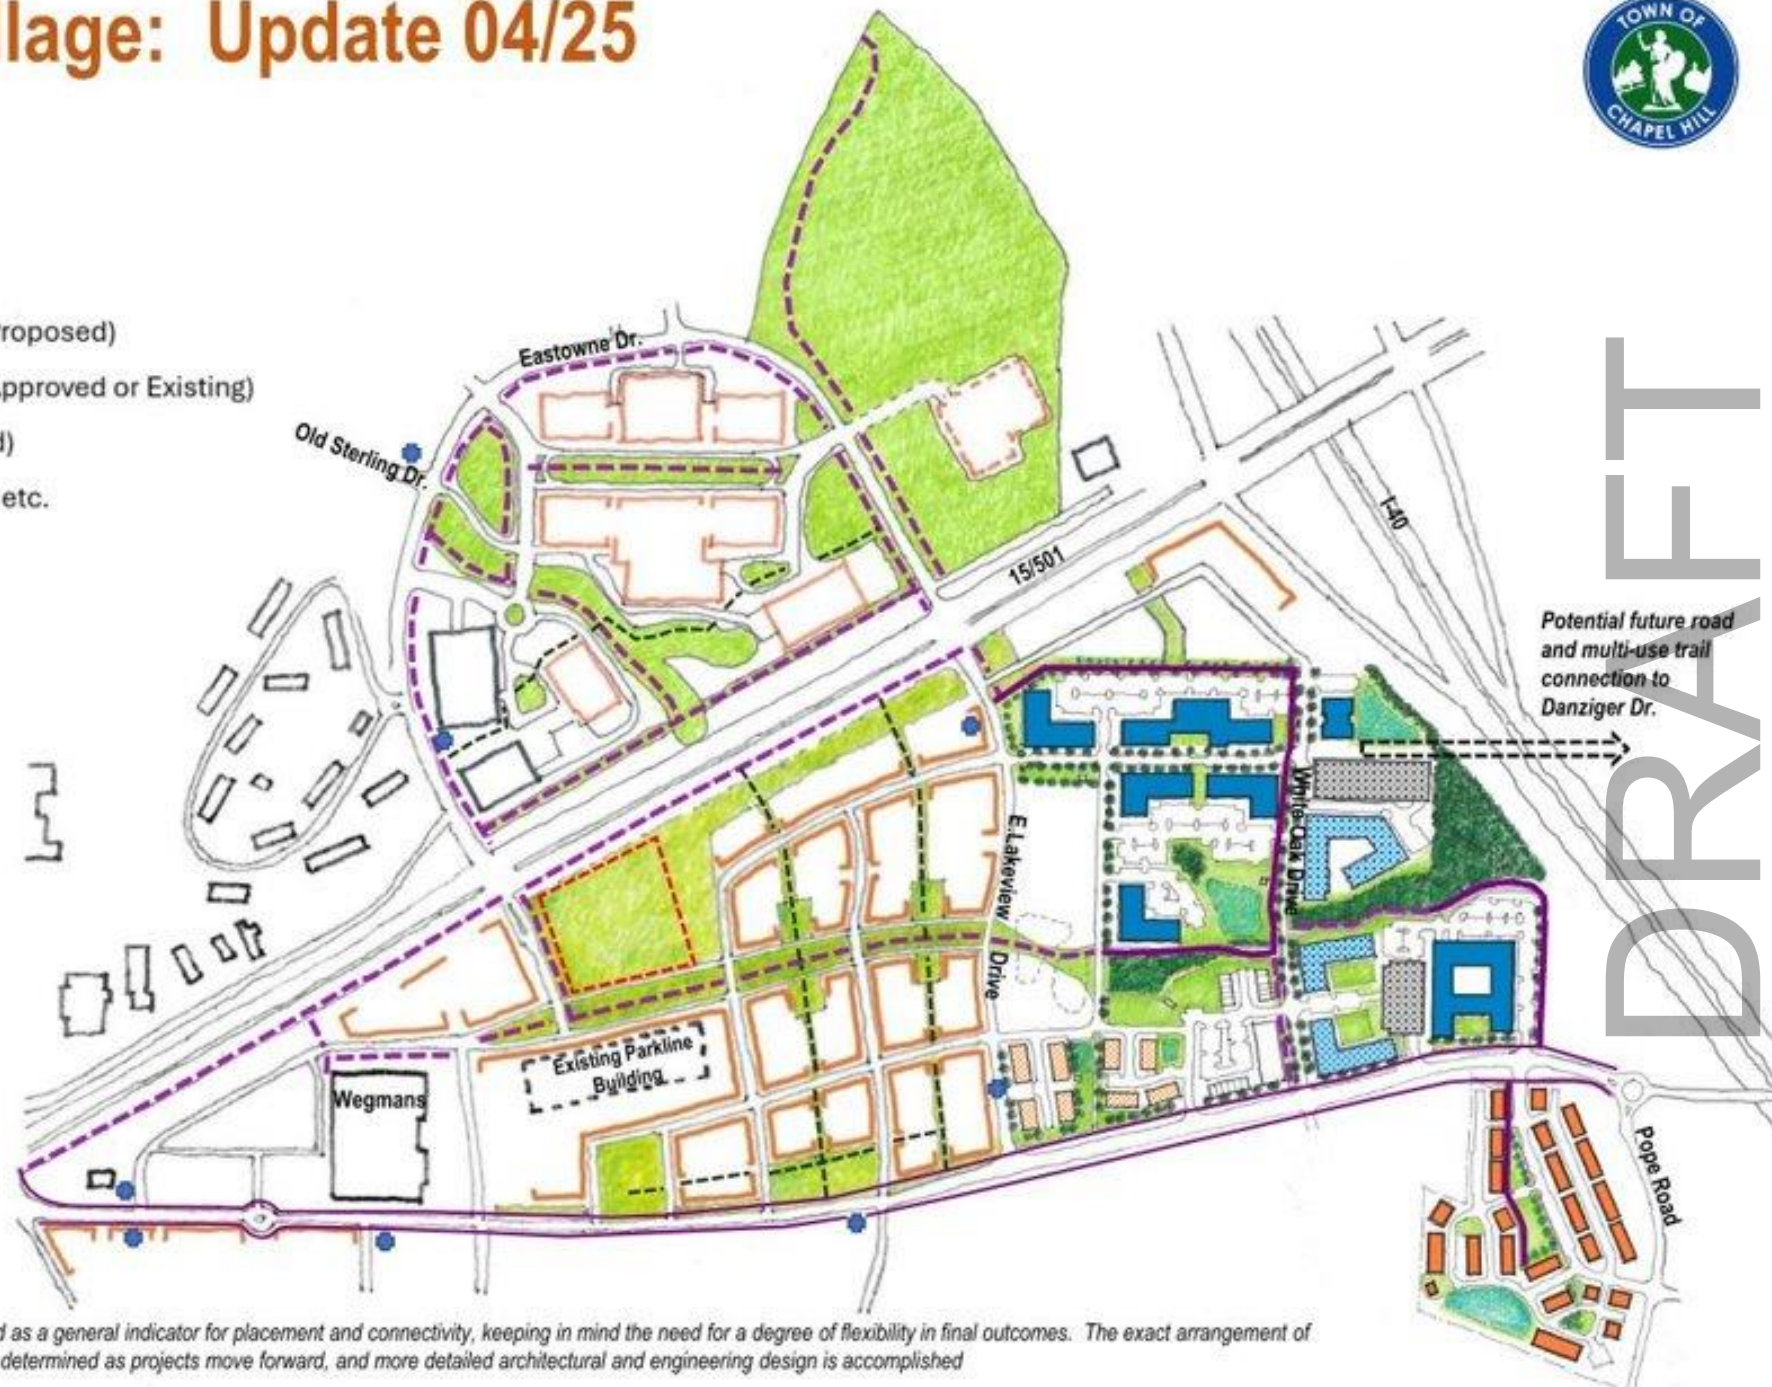 llage: Update 04/25
TOWN OF
CHAPEL HILL
roposed)
Approved or Existing)
d)
etc.
Eastowne Dr.
Old Sterling Dr.
15/501
I-40
Potential future road
and multi-use trail
connection to
Danziger Dr.
DRAFT
White Oak Drive
E.Lakeview Drive
Existing Parkline
Building
Wegmans
Pope Road
d as a general indicator for placement and connectivity, keeping in mind the need for a degree of flexibility in final outcomes. The exact arrangement of
determined as projects move forward, and more detailed architectural and engineering design is accomplished